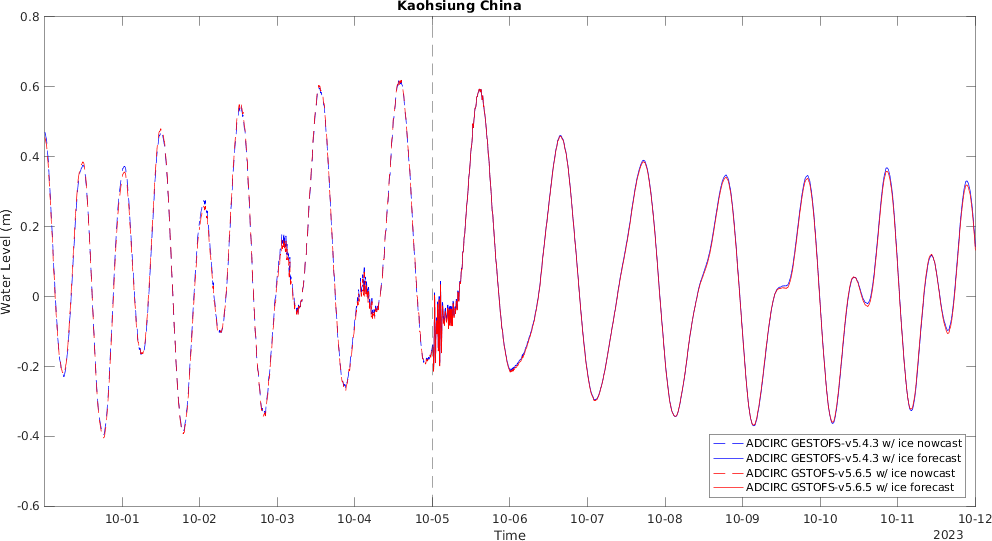 Kaohsiung China
Water Level (m)
0.8
0.6
0.4
0.2
0
-0.2
-0.4
-0.6
10-01 10-02 10-03 10-04 10-05 10-06 10-07 10-08 10-09 10-10 10-11 10-12
Time
2023
ADCIRC GESTOFS-v5.4.3 w/ ice nowcast
ADCIRC GESTOFS-v5.4.3 w/ ice forecast
ADCIRC GSTOFS-v5.6.5 w/ ice nowcast
ADCIRC GSTOFS-v5.6.5 w/ ice forecast